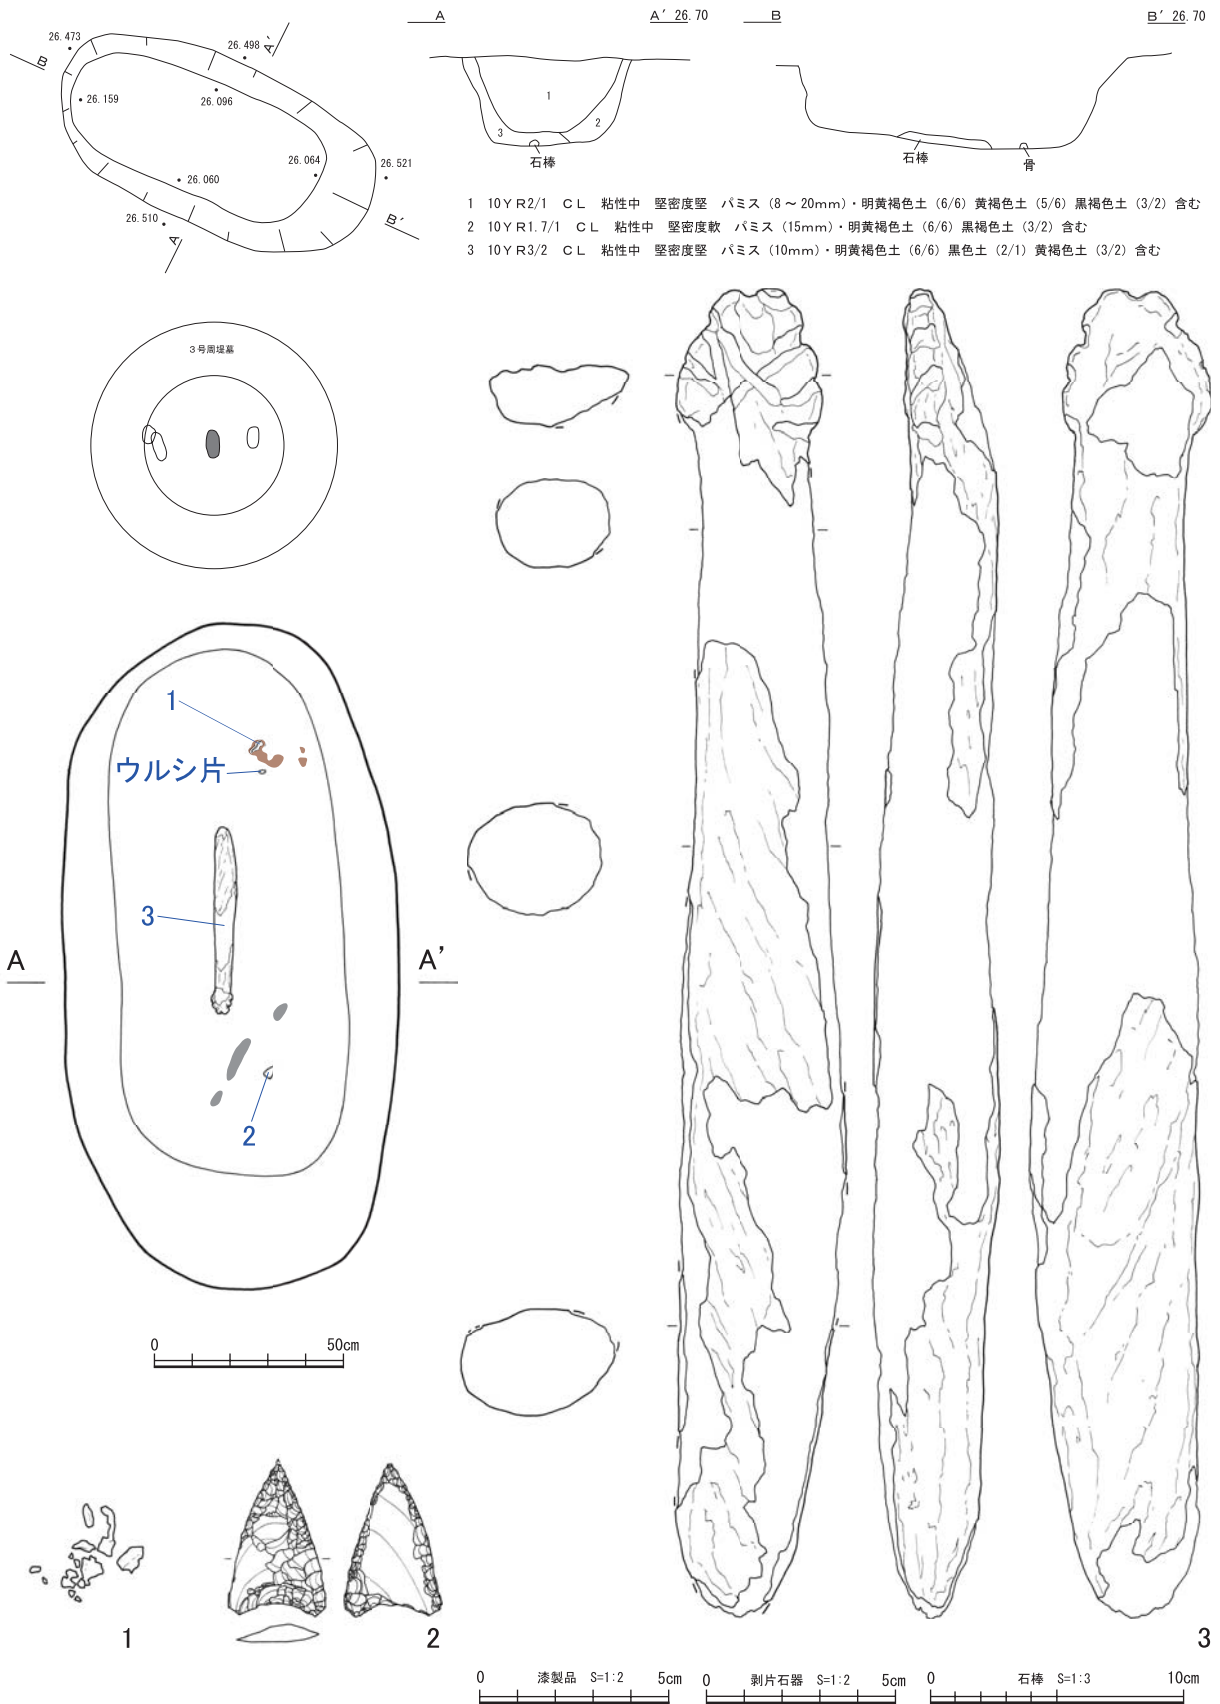 A A' 26.70 B B' 26.70
26.473
26.498
A'
B
26.159
26.096
26.064
26.521
26.060
26.510
A
B'
1
2
3
石棒
石棒
骨
1 10YR2/1 CL 粘性中 堅密度堅 パミス(8~20mm)・明黄褐色土(6/6)黄褐色土(5/6)黒褐色土(3/2)含む
2 10YR1.7/1 CL 粘性中 堅密度軟 パミス(15mm)・明黄褐色土(6/6)黒褐色土(3/2)含む
3 10YR3/2 CL 粘性中 堅密度堅 パミス(10mm)・明黄褐色土(6/6)黒色土(2/1)黄褐色土(3/2)含む
3号周堤墓
1
ウルシ片
3
A A'
2
0 50cm
1
2
3
0 漆製品 S=1:2 5cm
0 剥片石器 S=1:2 5cm
0 石棒 S=1:3 10cm